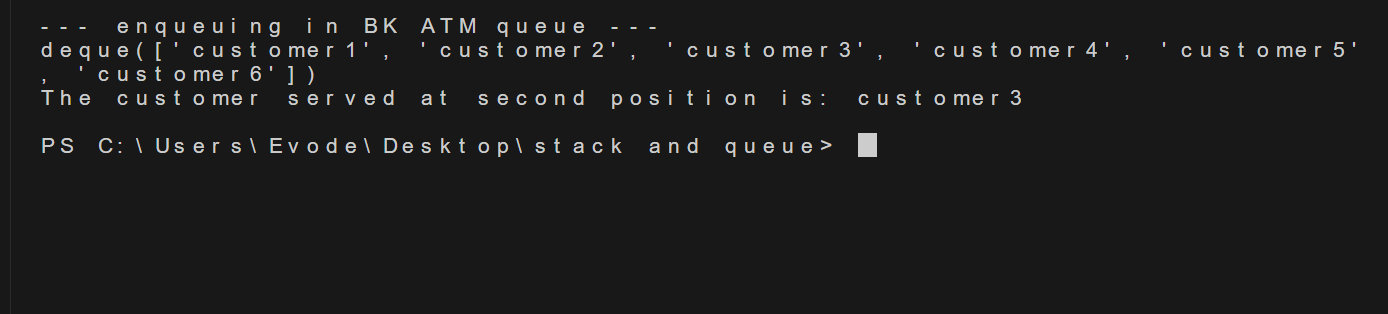 --- enqueuing in BK ATM queue ---
deque(['customer1', 'customer2', 'customer3', 'customer4', 'customer5'
, 'customer6'])
The customer served at second position is: customer3
PS C:\Users\Evode\Desktop\stack and queue>